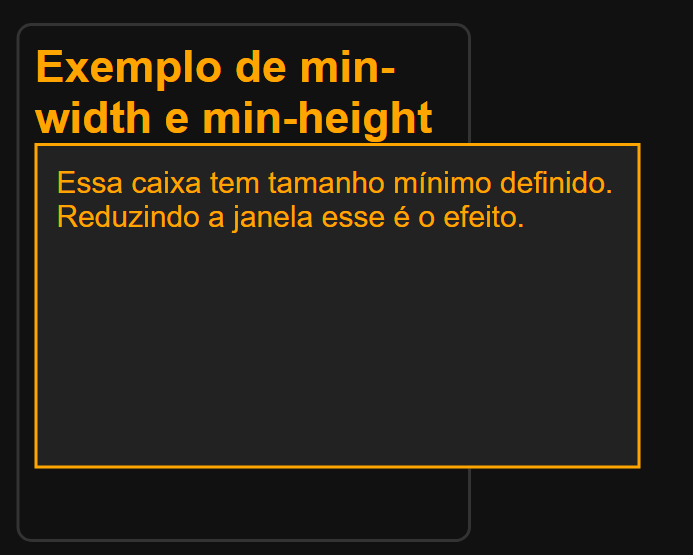 Exemplo de min-
width e min-height
Essa caixa tem tamanho mínimo definido.
Reduzindo a janela esse é o efeito.